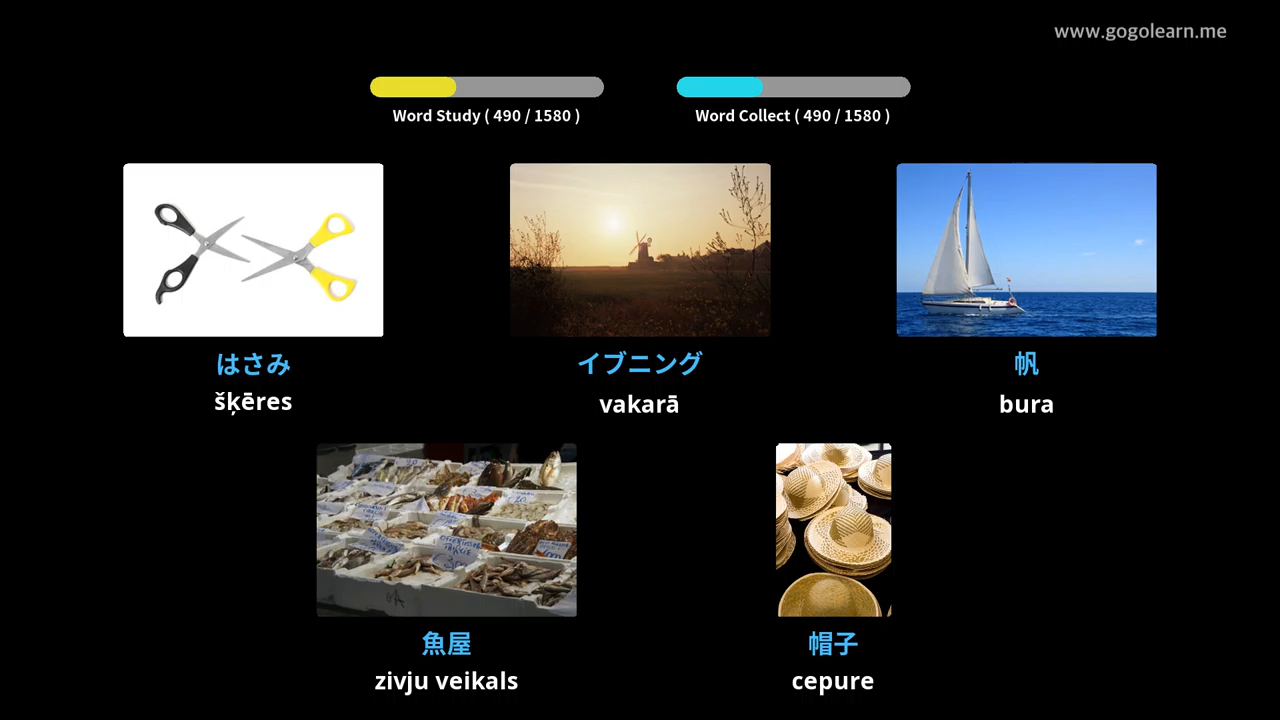 www.gogolearn.me
Word Study ( 490 / 1580 )
Word Collect ( 490 / 1580 )
はさみ
šķēres
イブニング
vakarā
帆
bura
魚屋
zivju veikals
帽子
cepure